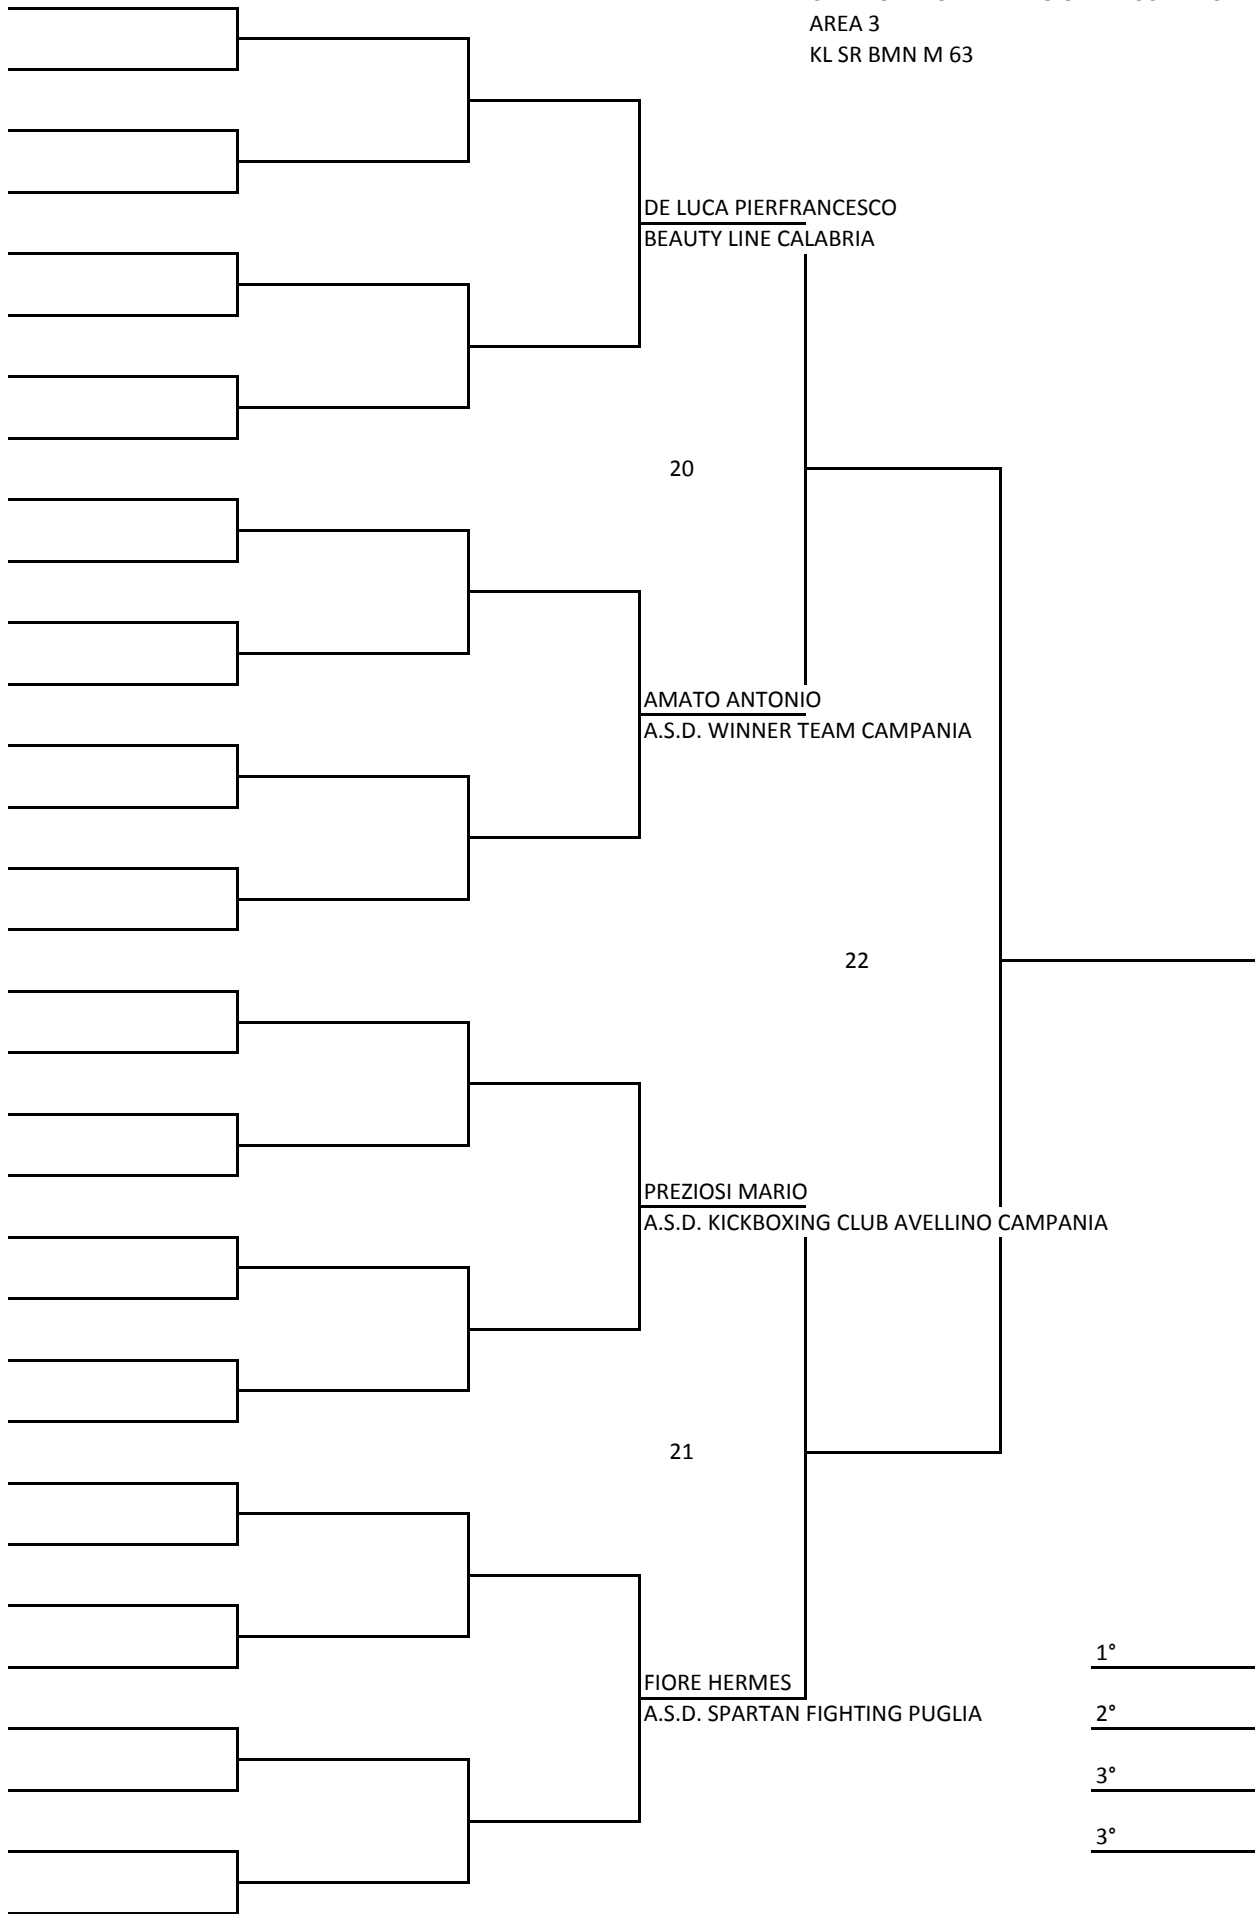 AREA 3
KL SR BMN M 63
DE LUCA PIERFRANCESCO
BEAUTY LINE CALABRIA
20
AMATO ANTONIO
A.S.D. WINNER TEAM CAMPANIA
22
PREZIOSI MARIO
A.S.D. KICKBOXING CLUB AVELLINO CAMPANIA
21
FIORE HERMES
A.S.D. SPARTAN FIGHTING PUGLIA
1°
2°
3°
3°